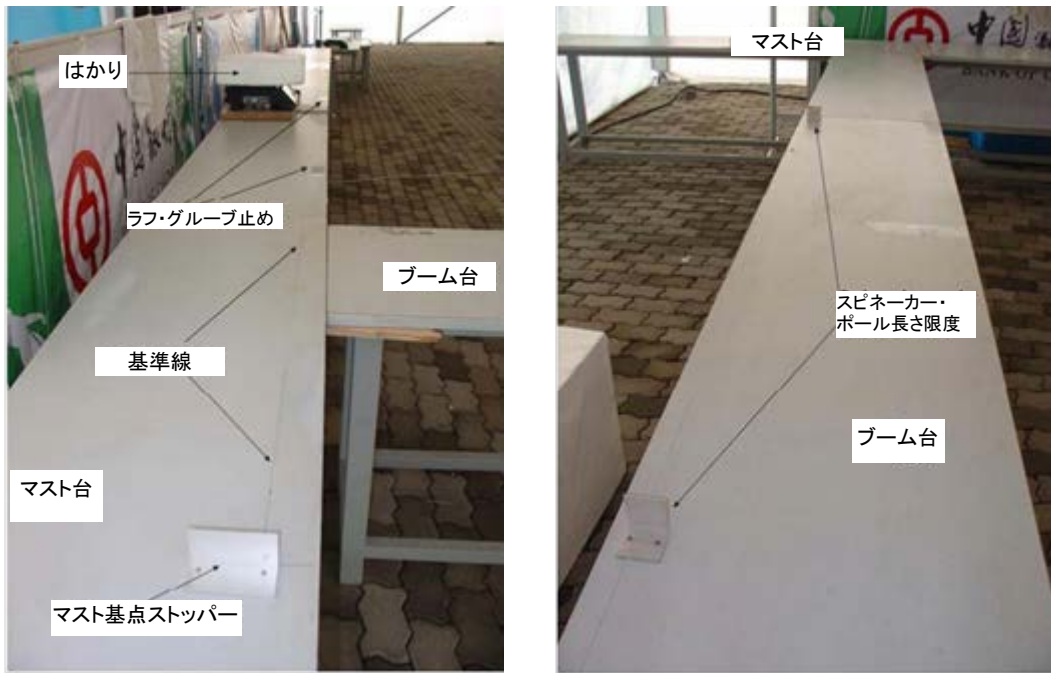 はかり
ラフ・グルーブ止め
ブーム台
基準線
マスト台
マスト基点ストッパー
マスト台
中国
BANK OF
スピネーカー・
ポール長さ限度
ブーム台